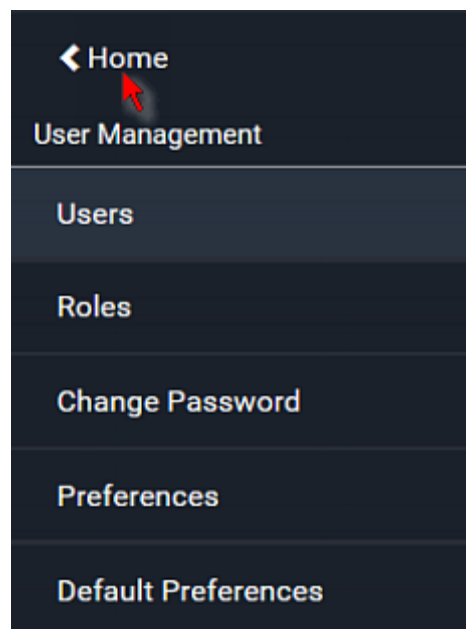 Home
User Management
Users
Roles
Change Password
Preferences
Default Preferences